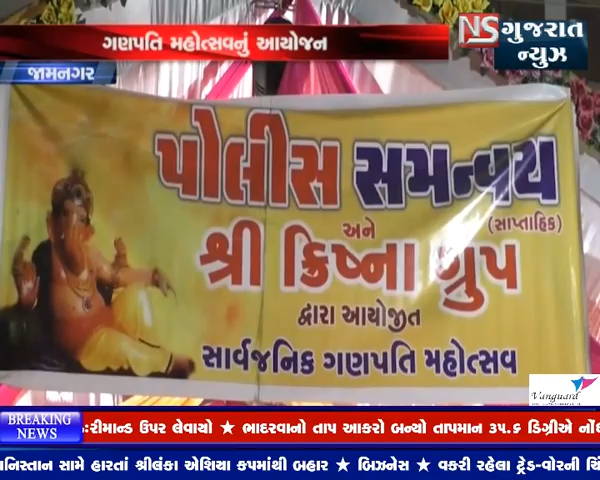 ગણપતિ મહોત્સવનું આયોજન
NS ગુજરાત
ન્યુઝ
જામનગર
પોલીસ સમન્વય
(સાપ્તાહિક)
અને
શ્રી ક્રિષ્ના ગ્રુપ
દ્વારા આયોજીત
સાર્વજનિક ગણપતિ મહોત્સવ
Vanguard
BREAKING
NEWS
રીમાન્ડ ઉપર લેવાયો ★ ભાદરવાનો તાપ આકરો બન્યો તાપમાન ૩૫.૬ ડિગ્રીએ નોં
નિસ્તાન સામે હારતાં શ્રીલંકા એશિયા કપમાંથી બહાર ★ બિઝનેસ ★ વકરી રહેલા ટ્રેડ-વોરની